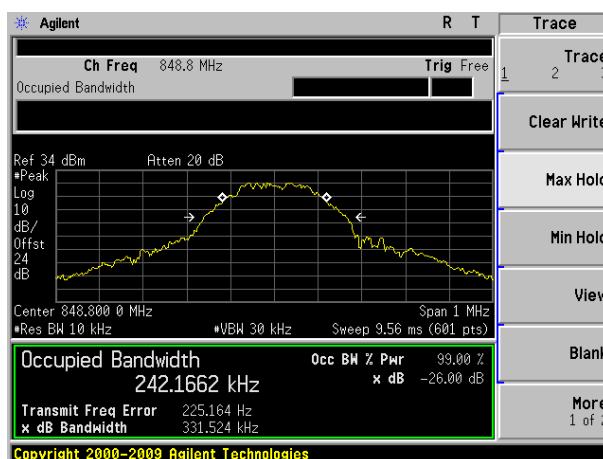 Agilent R T Trace
Ch Freq 848.8 MHz Trig Free
Occupied Bandwidth
Trace
1 2
Clear Write
Max Hold
Min Hold
View
Blank
More
1 of 2
Ref 34 dBm Atten 20 dB
#Peak
Log
10
dB/
Offst
24
dB
Center 848.800 0 MHz Span 1 MHz
#Res BW 10 kHz #VBW 30 kHz Sweep 9.56 ms (601 pts)
Occupied Bandwidth Occ BW % Pwr 99.00 %
242.1662 kHz x dB -26.00 dB
Transmit Freq Error 225.164 Hz
x dB Bandwidth 331.524 kHz
Copyright 2000-2009 Agilent Technologies